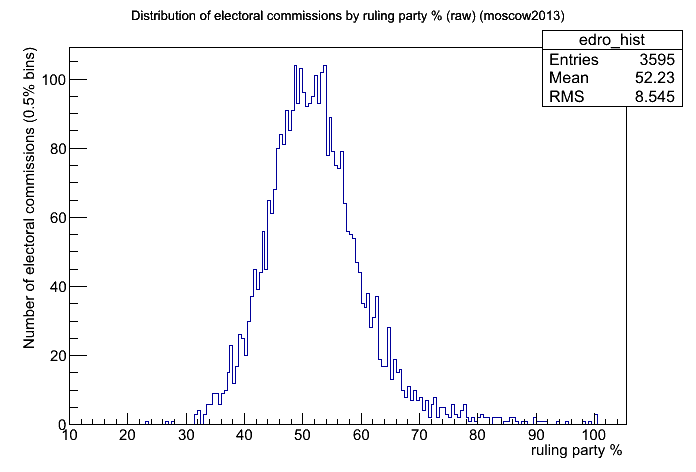 Distribution of electoral commissions by ruling party % (raw) (moscow2013)
edro_hist
Entries 3595
Mean 52.23
RMS 8.545
Number of electoral commissions (0.5% bins)
100
80
60
40
20
0
10 20 30 40 50 60 70 80 90 100
ruling party %